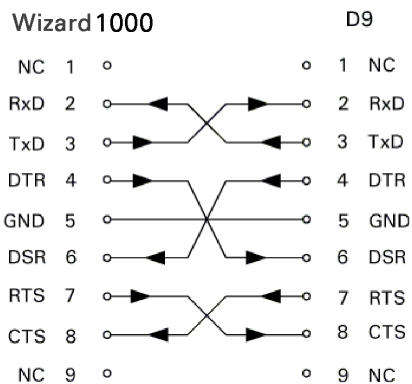 Wizard 1000 D9
NC 1 1 NC
RxD 2 2 RxD
TxD 3 3 TxD
DTR 4 4 DTR
GND 5 5 GND
DSR 6 6 DSR
RTS 7 7 RTS
CTS 8 8 CTS
NC 9 9 NC